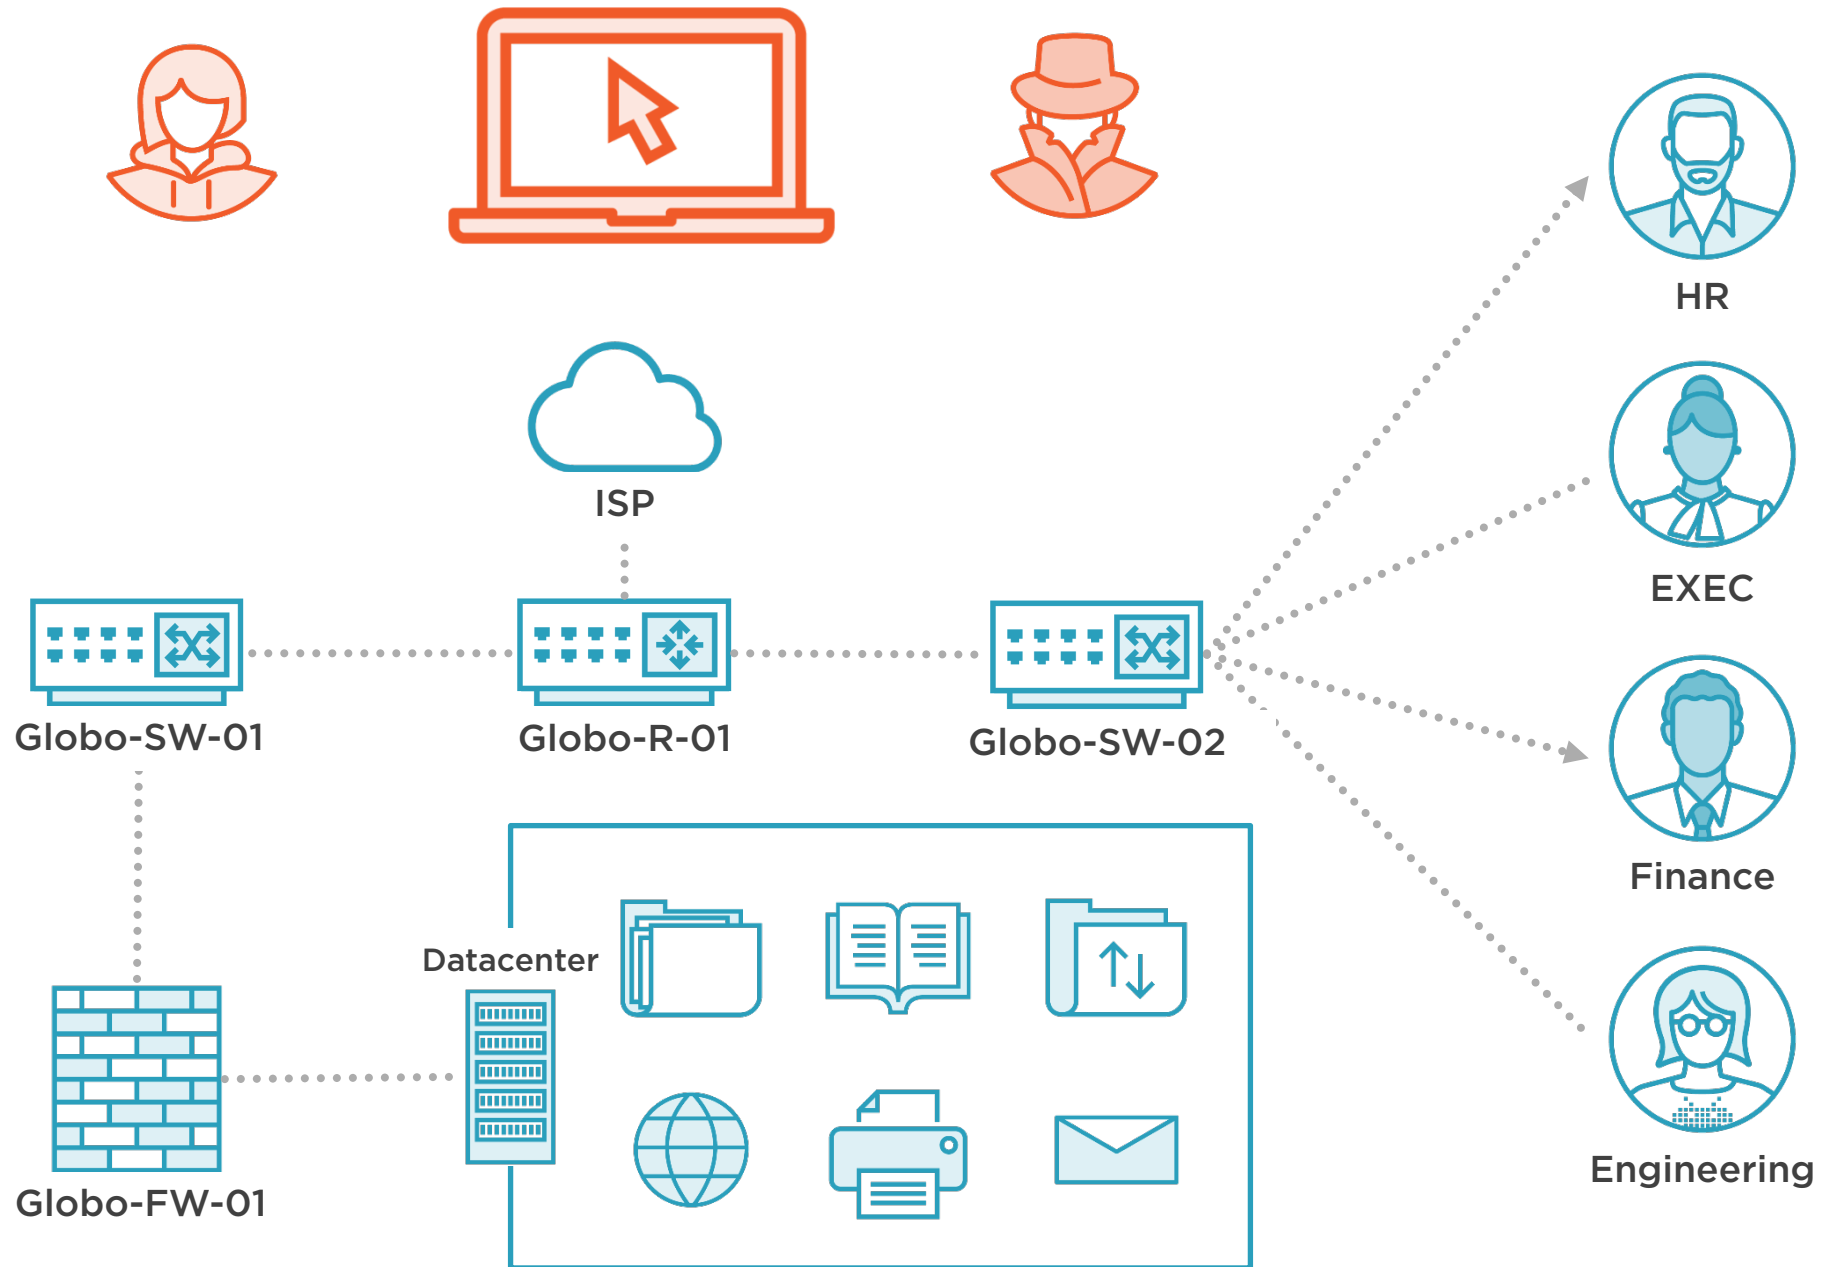 HR
ISP
EXEC
Globo-SW-01
Globo-R-01
Globo-SW-02
Finance
Datacenter
Engineering
Globo-FW-01